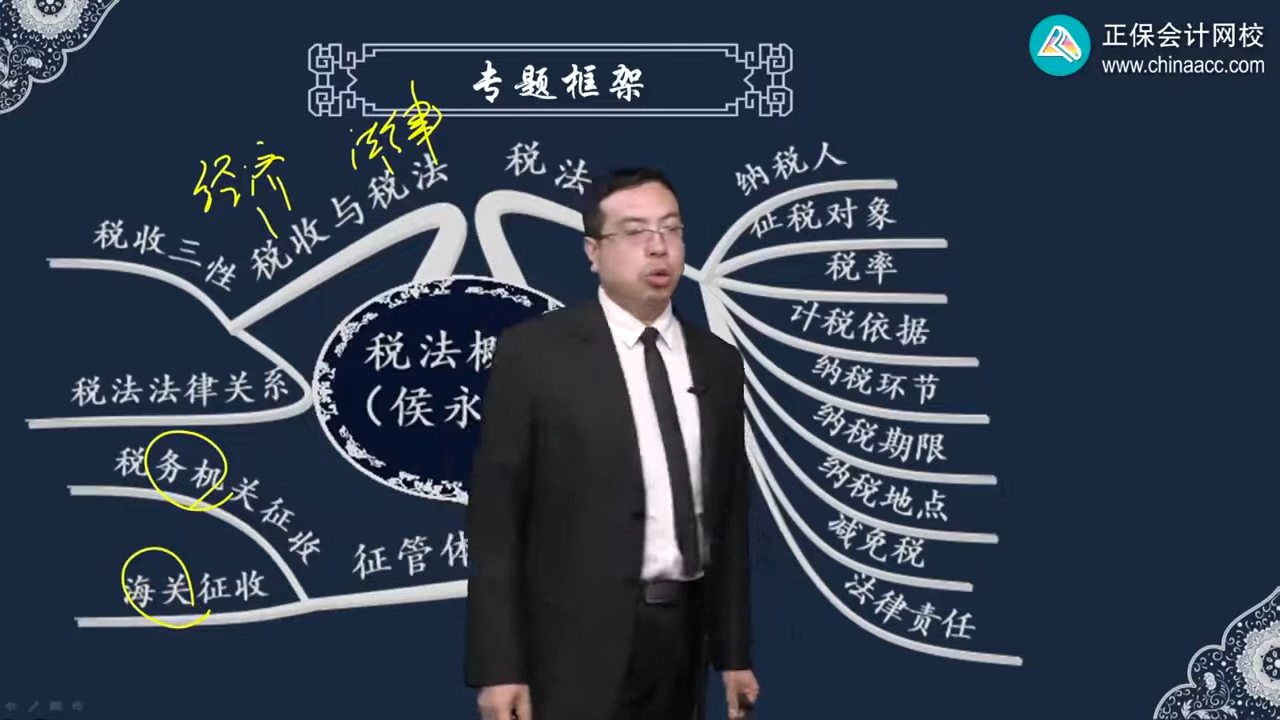 正保会计网校
www.chinaacc.com
专题框架
经济
法律
税收与税法
税收三性
税法法律关系
税法
纳税人
征税对象
税率
计税依据
纳税环节
纳税期限
纳税地点
减免税
法律责任
税法概
(侯永
税务机关征收
海关征收
征管体